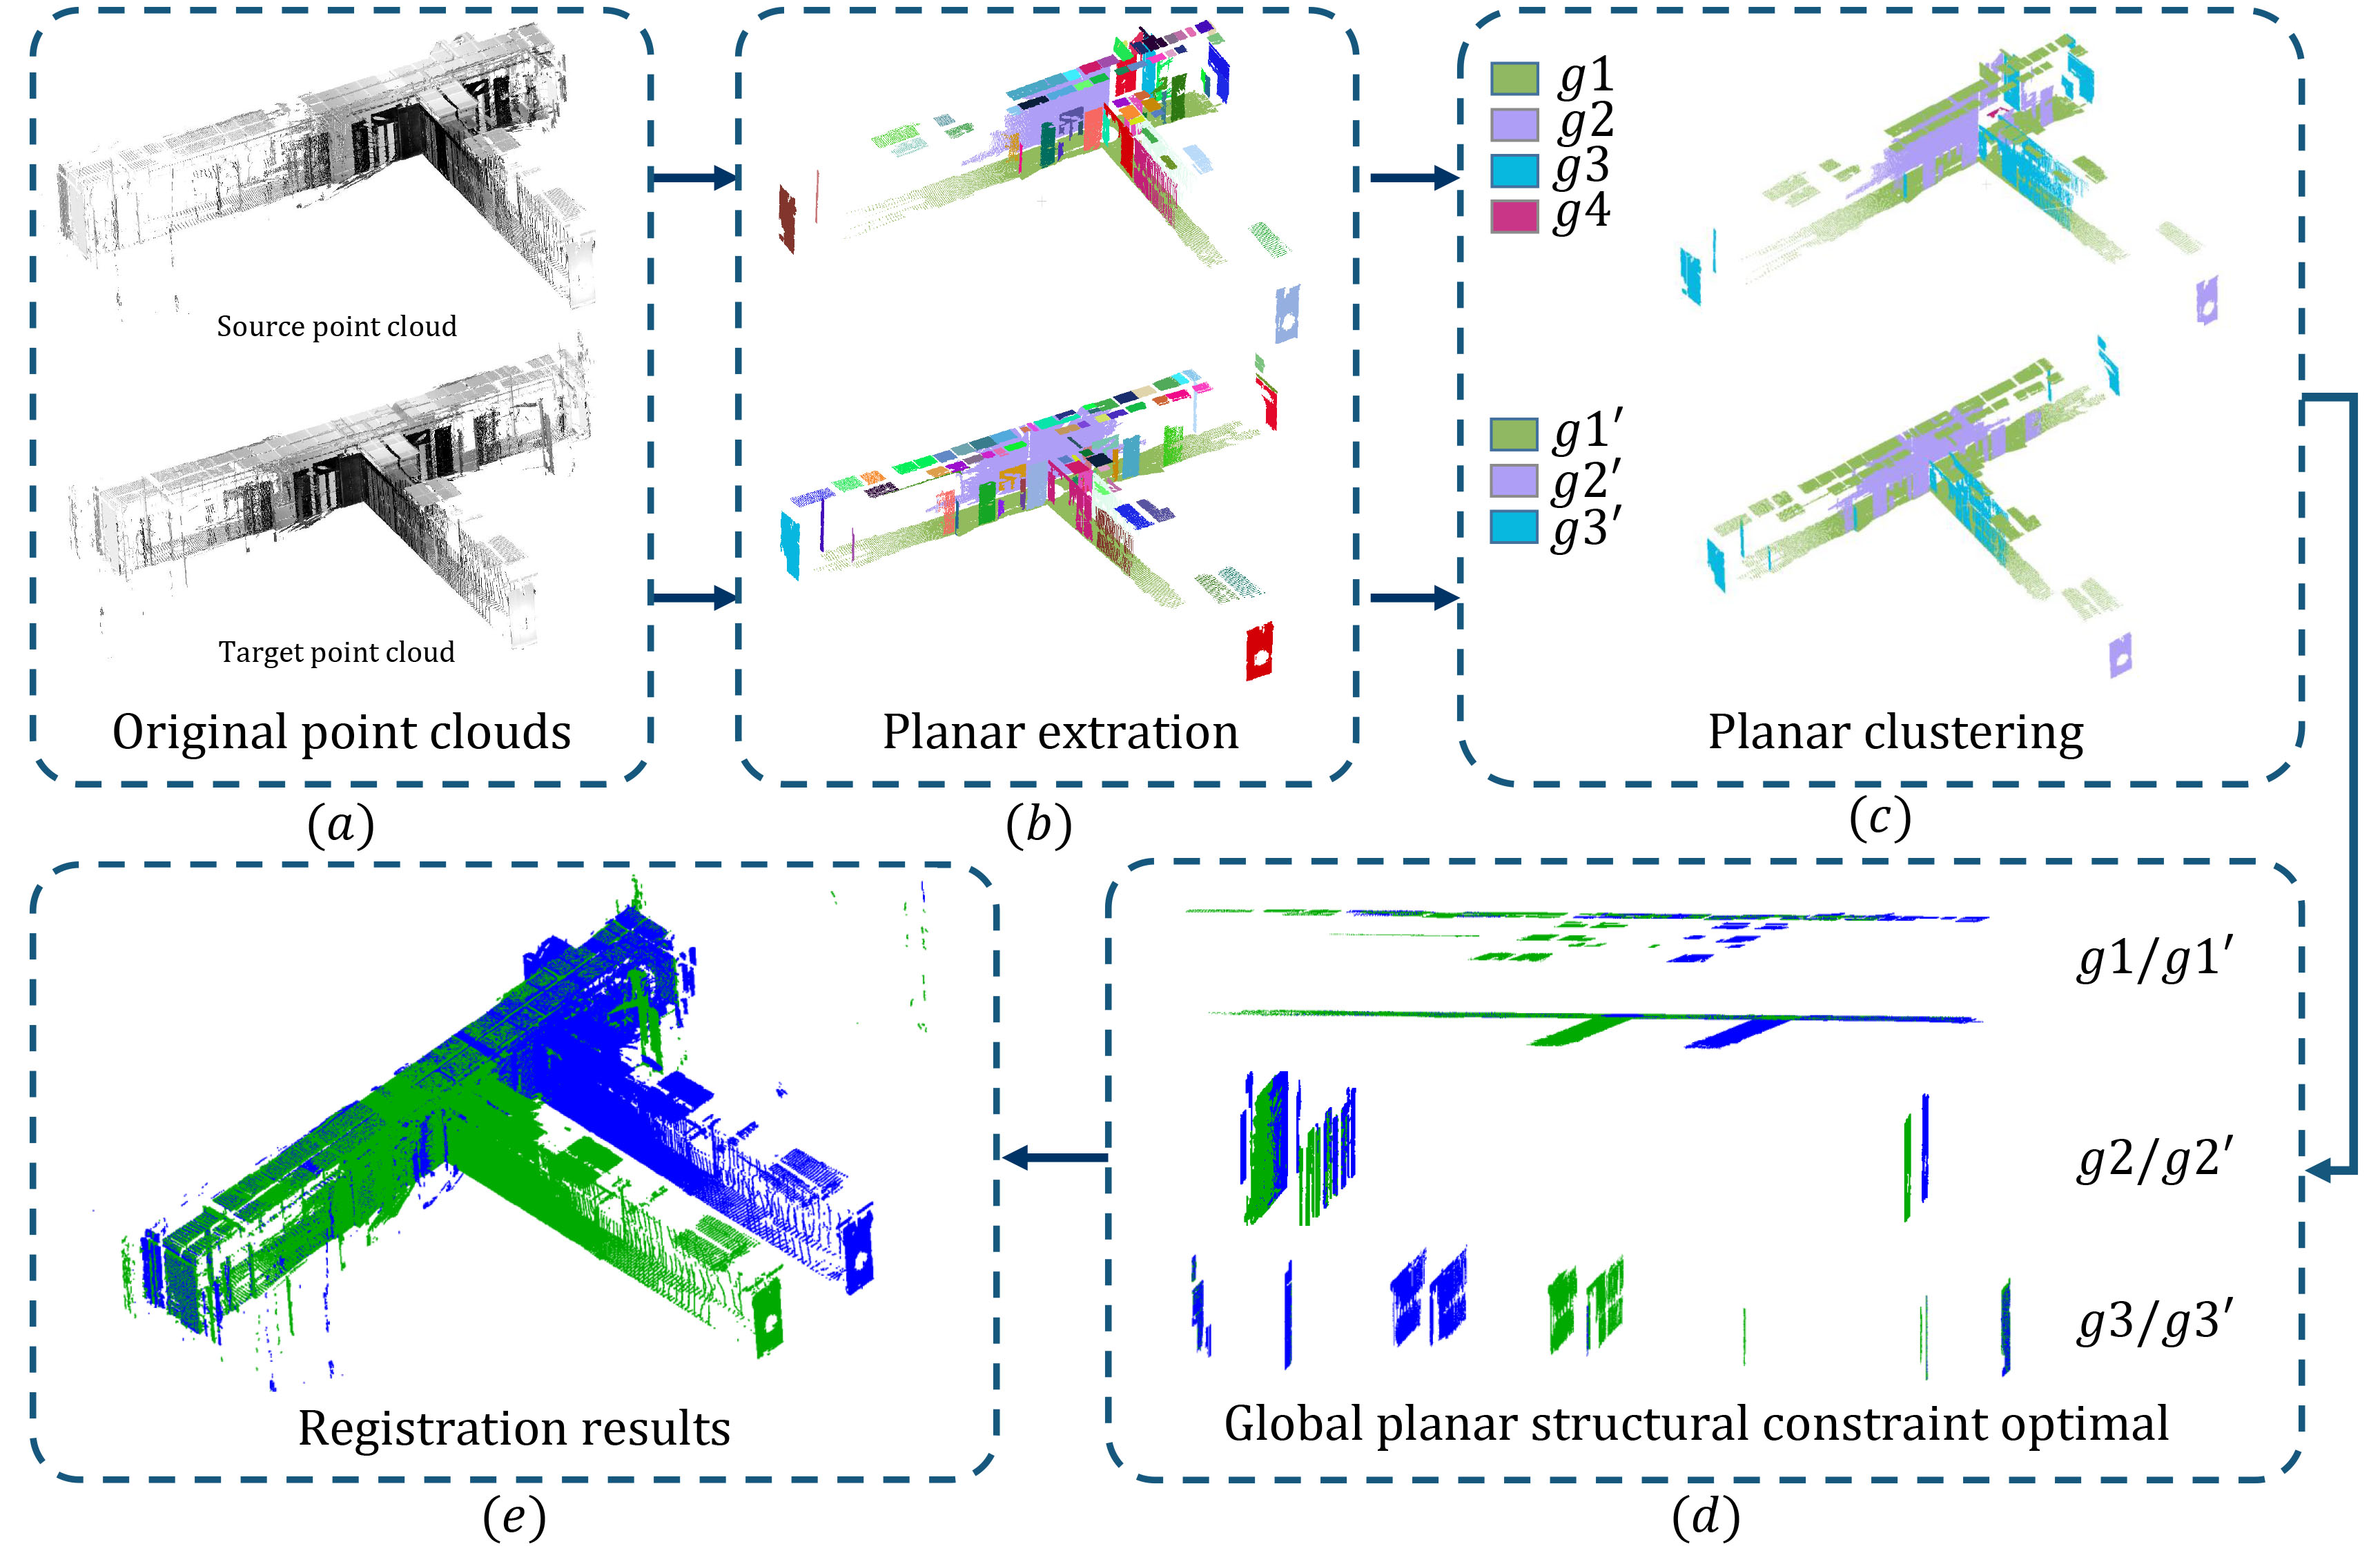 Source point cloud
Target point cloud
Original point clouds
(a)
Planar extration
(b)
g1
g2
g3
g4
g1′
g2′
g3′
Planar clustering
(c)
g1/g1′
g2/g2′
g3/g3′
Global planar structural constraint optimal
(d)
Registration results
(e)